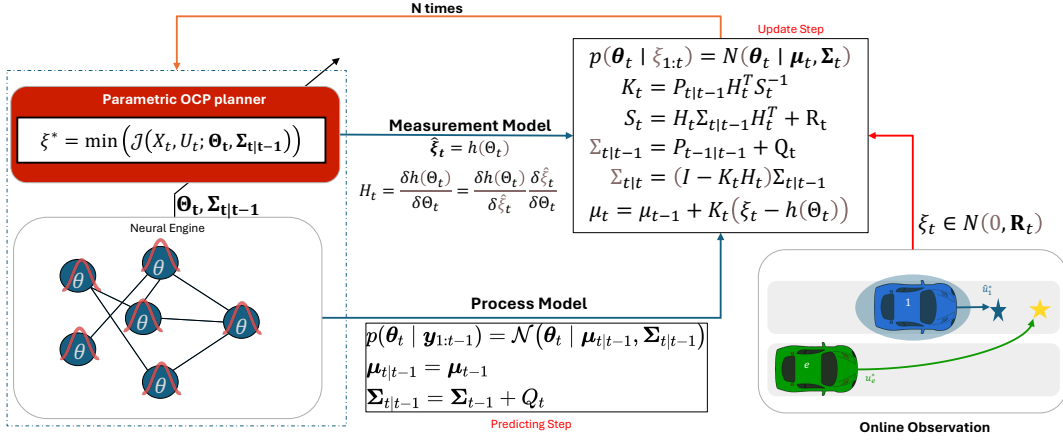 N times
Update Step
p(θ_t | ξ_{1:t}) = N(θ_t | μ_t, Σ_t)
K_t = P_{t|t-1} H_t^T S_t^{-1}
S_t = H_t Σ_{t|t-1} H_t^T + R_t
Σ_{t|t-1} = P_{t-1|t-1} + Q_t
Σ_{t|t} = (I − K_t H_t) Σ_{t|t-1}
μ_t = μ_{t-1} + K_t(ξ_t − h(Θ_t))
Parametric OCP planner
ξ* = min (𝒥(X_t, U_t; Θ_t, Σ_{t|t-1}))
Measurement Model
ξ̂_t = h(Θ_t)
H_t = δh(Θ_t)/δΘ_t = δh(Θ_t)/δξ̂_t δξ̂_t/δΘ_t
Θ_t, Σ_{t|t-1}
Neural Engine
θ
θ
θ
θ
θ
θ
Process Model
p(θ_t | y_{1:t-1}) = 𝒩(θ_t | μ_{t|t-1}, Σ_{t|t-1})
μ_{t|t-1} = μ_{t-1}
Σ_{t|t-1} = Σ_{t-1} + Q_t
Predicting Step
ξ_t ∈ N(0, R_t)
1
û_1^*
e
u_e^*
Online Observation